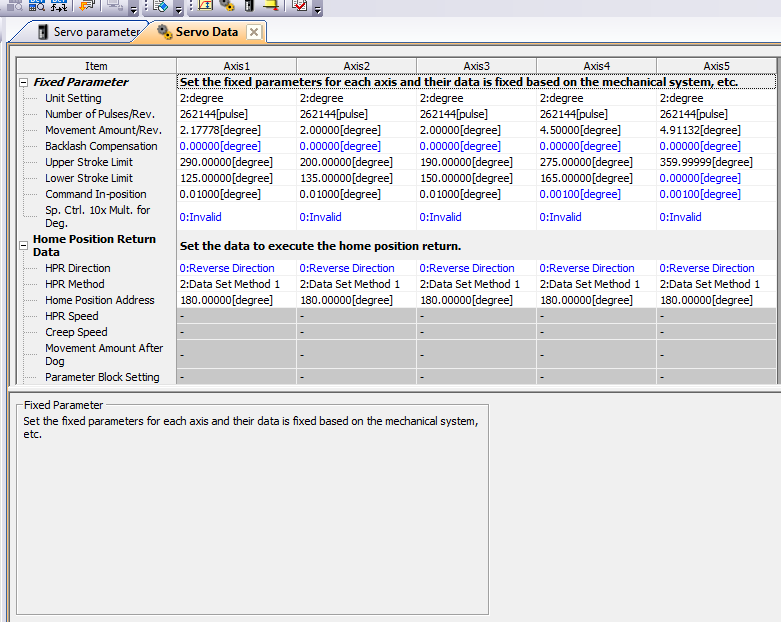 Servo parameter Servo Data
Item Axis1 Axis2 Axis3 Axis4 Axis5
Fixed Parameter Set the fixed parameters for each axis and their data is fixed based on the mechanical system, etc.
Unit Setting 2:degree 2:degree 2:degree 2:degree 2:degree
Number of Pulses/Rev. 262144[pulse] 262144[pulse] 262144[pulse] 262144[pulse] 262144[pulse]
Movement Amount/Rev. 2.17778[degree] 2.00000[degree] 2.00000[degree] 4.50000[degree] 4.91132[degree]
Backlash Compensation 0.00000[degree] 0.00000[degree] 0.00000[degree] 0.00000[degree] 0.00000[degree]
Upper Stroke Limit 290.00000[degree] 200.00000[degree] 190.00000[degree] 275.00000[degree] 359.99999[degree]
Lower Stroke Limit 125.00000[degree] 135.00000[degree] 150.00000[degree] 165.00000[degree] 0.00000[degree]
Command In-position 0.01000[degree] 0.01000[degree] 0.01000[degree] 0.00100[degree] 0.00100[degree]
Sp. Ctrl. 10x Mult. for
Deg. 0:Invalid 0:Invalid 0:Invalid 0:Invalid 0:Invalid
Home Position Return
Data Set the data to execute the home position return.
HPR Direction 0:Reverse Direction 0:Reverse Direction 0:Reverse Direction 0:Reverse Direction 0:Reverse Direction
HPR Method 2:Data Set Method 1 2:Data Set Method 1 2:Data Set Method 1 2:Data Set Method 1 2:Data Set Method 1
Home Position Address 180.00000[degree] 180.00000[degree] 180.00000[degree] 180.00000[degree] 180.00000[degree]
HPR Speed - - - - -
Creep Speed - - - - -
Movement Amount After
Dog - - - - -
Parameter Block Setting - - - - -
Fixed Parameter
Set the fixed parameters for each axis and their data is fixed based on the mechanical system,
etc.